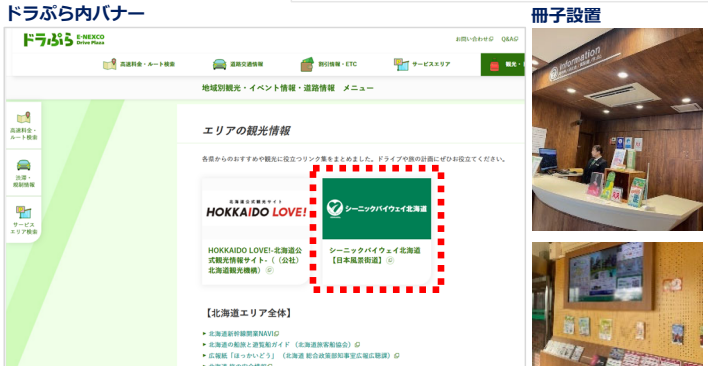 ドラぷら内バナー
冊子設置
ドラぷら E-NEXCO
Drive Plaza
お問い合わせ Q&A
高速料金・ルート検索
道路交通情報
割引情報・ETC
サービスエリア
観光・
地域別観光・イベント情報・道路情報 メニュー
高速料金・
ルート検索
渋滞・
規制情報
サービス
エリア検索
エリアの観光情報
各県からのおすすめや観光に役立つリンク集をまとめました。ドライブや旅の計画にぜひお役立てください。
北海道公式観光サイト
HOKKAIDO LOVE!
シーニックバイウェイ北海道
HOKKAIDO LOVE!-北海道公
式観光情報サイト-（（公社）
北海道観光機構）
シーニックバイウェイ北海道
【日本風景街道】
【北海道エリア全体】
北海道新幹線開業NAVI
北海道の船旅と遊覧船ガイド （北海道旅客船協会）
広報紙「ほっかいどう」 （北海道 総合政策部知事室広報広聴課）
Information